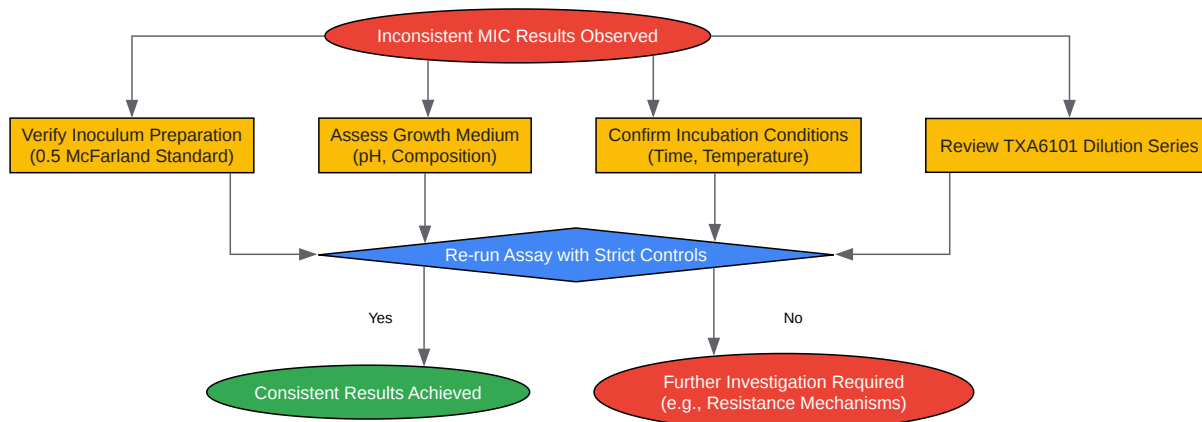 Inconsistent MIC Results Observed
Verify Inoculum Preparation
(0.5 McFarland Standard)
Assess Growth Medium
(pH, Composition)
Confirm Incubation Conditions
(Time, Temperature)
Review TXA6101 Dilution Series
Re-run Assay with Strict Controls
Yes
No
Consistent Results Achieved
Further Investigation Required
(e.g., Resistance Mechanisms)